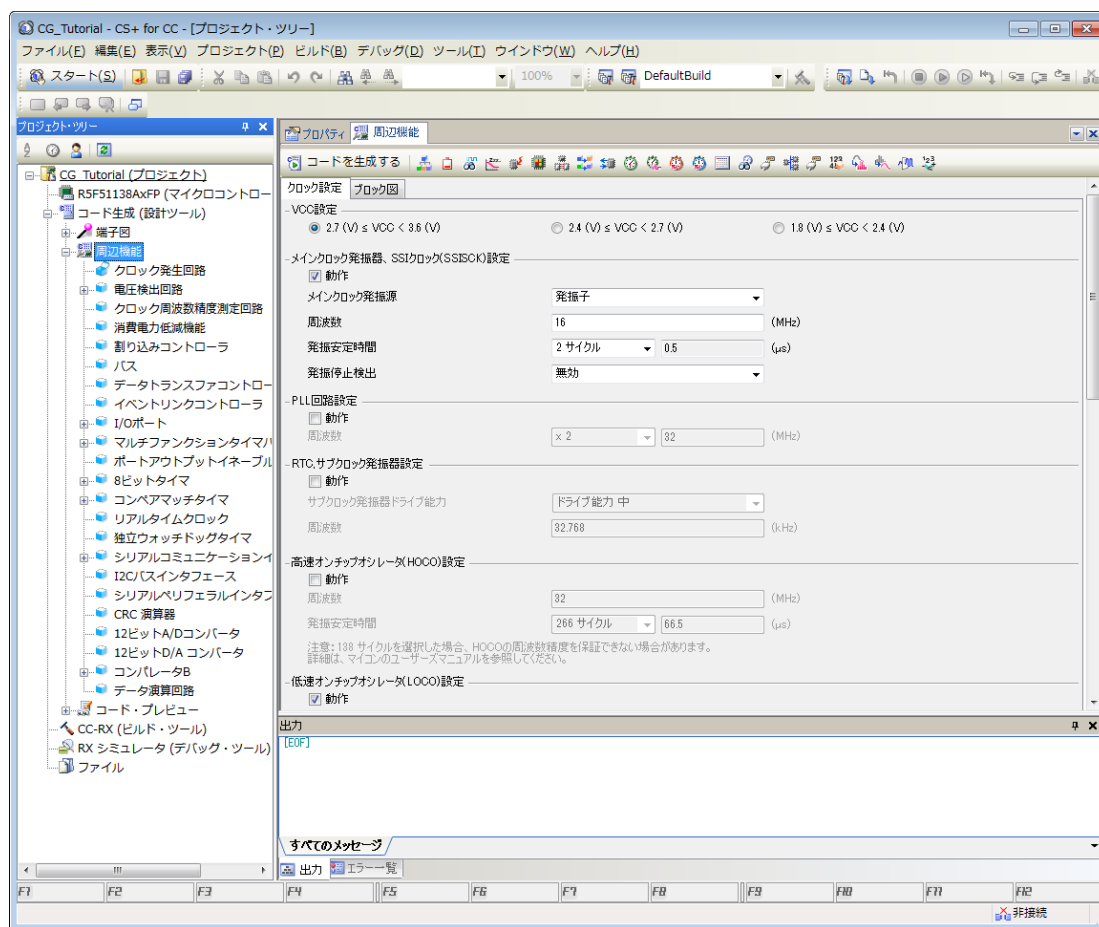 CG_Tutorial - CS+ for CC - [プロジェクト・ツリー]
ファイル(F) 編集(E) 表示(V) プロジェクト(P) ビルド(B) デバッグ(D) ツール(T) ウインドウ(W) ヘルプ(H)
スタート(S) 100% DefaultBuild
プロジェクト・ツリー
CG_Tutorial (プロジェクト)
R5F51138AxFP (マイクロコントロー
コード生成 (設計ツール)
端子図
周辺機能
クロック発生回路
電圧検出回路
クロック周波数精度測定回路
消費電力低減機能
割り込みコントローラ
バス
データトランスファコントロー
イベントリンクコントローラ
I/Oポート
マルチファンクションタイマパ
ポートアウトプットイネーブル
8ビットタイマ
コンペアマッチタイマ
リアルタイムクロック
独立ウォッチドッグタイマ
シリアルコミュニケーションイ
I2Cバスインタフェース
シリアルペリフェラルインタフ
CRC 演算器
12ビットA/Dコンバータ
12ビットD/A コンバータ
コンパレータB
データ演算回路
コード・プレビュー
CC-RX (ビルド・ツール)
RX シミュレータ (デバッグ・ツール)
ファイル
プロパティ 周辺機能
コードを生成する
クロック設定 ブロック図
VCC設定
2.7 (V) ≤ VCC < 3.6 (V) 2.4 (V) ≤ VCC < 2.7 (V) 1.8 (V) ≤ VCC < 2.4 (V)
メインクロック発振器、SSIクロック(SSISCK)設定
動作
メインクロック発振源 発振子
周波数 16 (MHz)
発振安定時間 2 サイクル 0.5 (μs)
発振停止検出 無効
PLL回路設定
動作
周波数 x 2 32 (MHz)
RTC,サブクロック発振器設定
動作
サブクロック発振器ドライブ能力 ドライブ能力 中
周波数 32.768 (kHz)
高速オンチップオシレータ(HOCO)設定
動作
周波数 32 (MHz)
発振安定時間 266 サイクル 66.5 (μs)
注意: 138 サイクルを選択した場合、HOCOの周波数精度を保証できない場合があります。
詳細は、マイコンのユーザーズマニュアルを参照してください。
低速オンチップオシレータ(LOCO)設定
動作
出力
[EOF]
すべてのメッセージ
出力 エラー一覧
F1 F2 F3 F4 F5 F6 F7 F8 F9 F10 F11 F12
非接続